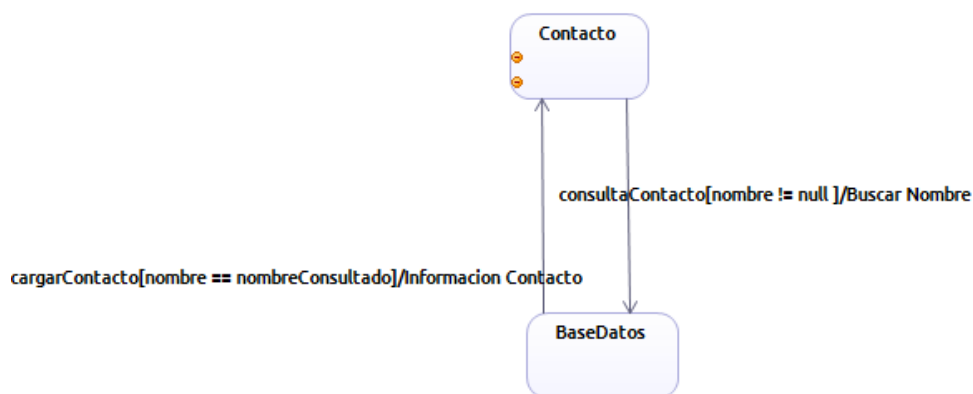 Contacto
consultaContacto[nombre != null ]/Buscar Nombre
cargarContacto[nombre == nombreConsultado]/Informacion Contacto
BaseDatos